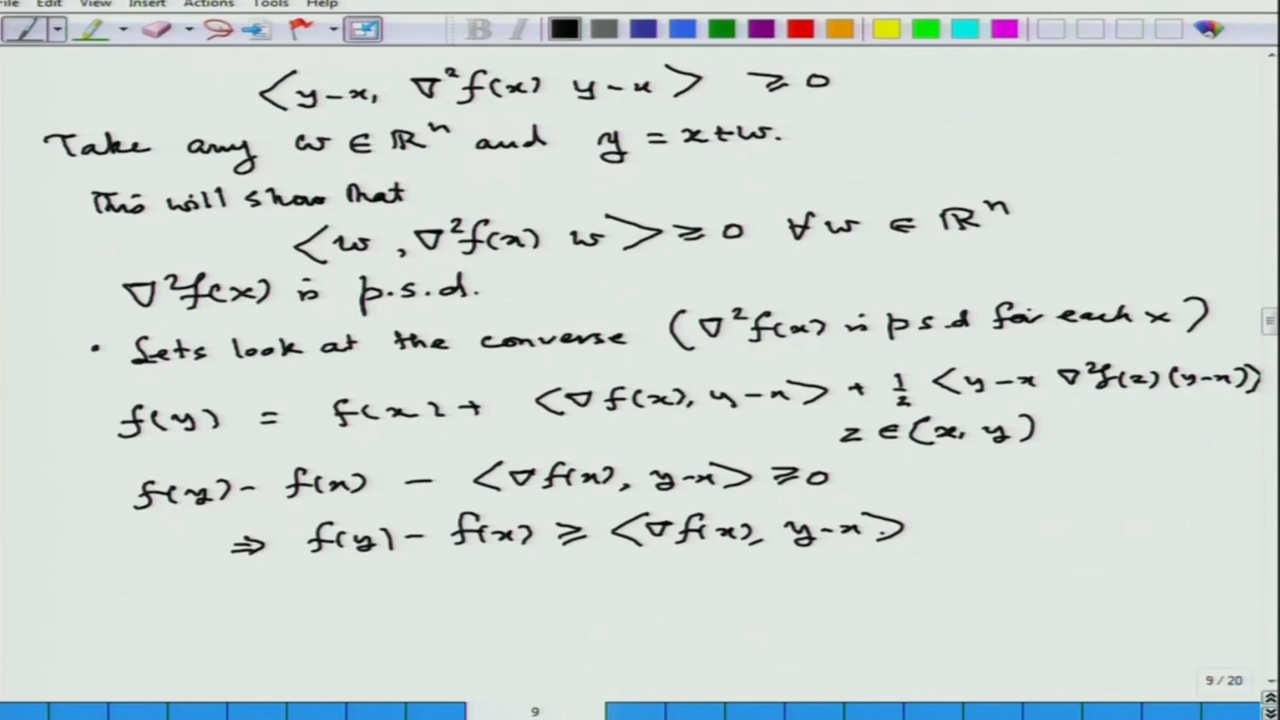 File Edit View Insert Actions Tools Help
B I
⟨y-x, ∇²f(x) y-x⟩ ≥ 0
Take any w ∈ ℝⁿ and y = x+w.
This will show that
⟨w, ∇²f(x) w⟩ ≥ 0 ∀w ∈ ℝⁿ
∇²f(x) is p.s.d.
• Lets look at the converse (∇²f(x) is p s d for each x)
f(y) = f(x) + ⟨∇f(x), y-x⟩ + 1/2 ⟨y-x ∇²f(z)(y-x)⟩
z ∈ (x, y)
f(y) - f(x) - ⟨∇f(x), y-x⟩ ≥ 0
⇒ f(y) - f(x) ≥ ⟨∇f(x), y-x⟩
9 / 20
9